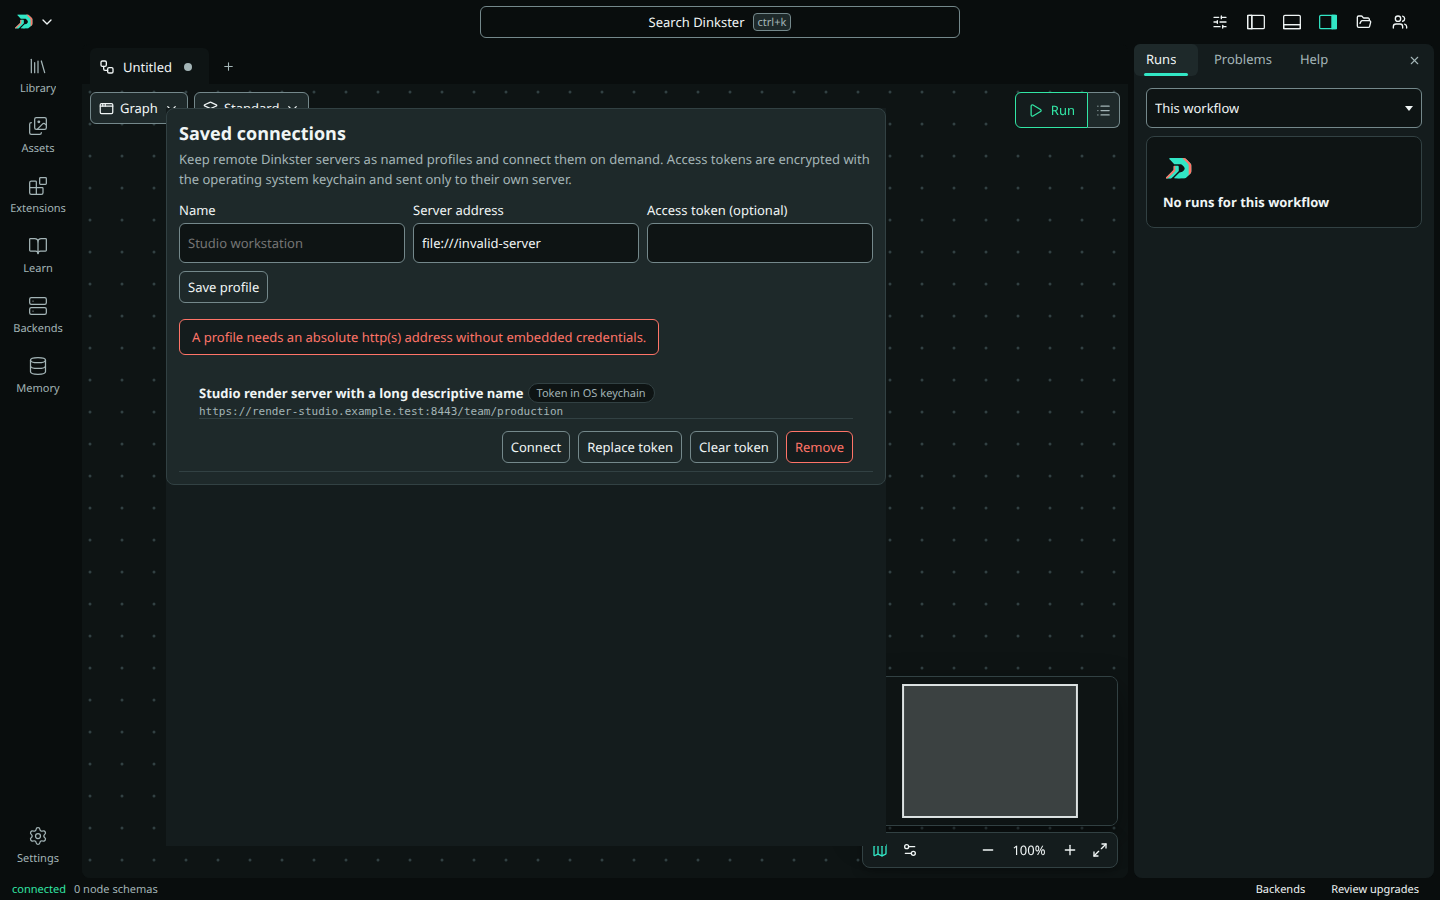 Search Dinkster ctrl+k
Library
Assets
Extensions
Learn
Backends
Memory
Settings
Untitled
Graph
Standard
Run
Saved connections
Keep remote Dinkster servers as named profiles and connect them on demand. Access tokens are encrypted with
the operating system keychain and sent only to their own server.
Name
Server address
Access token (optional)
Studio workstation
file:///invalid-server
Save profile
A profile needs an absolute http(s) address without embedded credentials.
Studio render server with a long descriptive name Token in OS keychain
https://render-studio.example.test:8443/team/production
Connect
Replace token
Clear token
Remove
100%
Runs
Problems
Help
This workflow
No runs for this workflow
connected 0 node schemas
Backends
Review upgrades